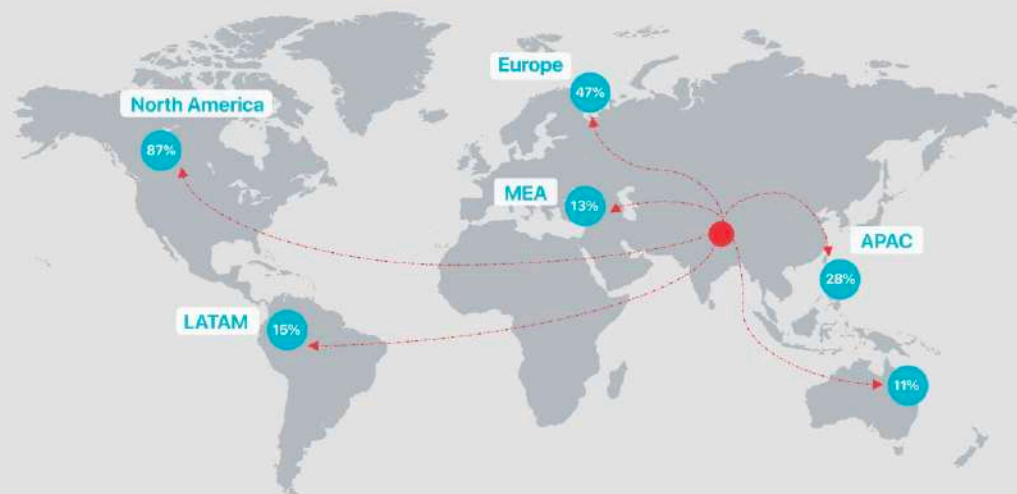 Europe
47%
North America
87%
MEA
13%
APAC
28%
LATAM
15%
11%